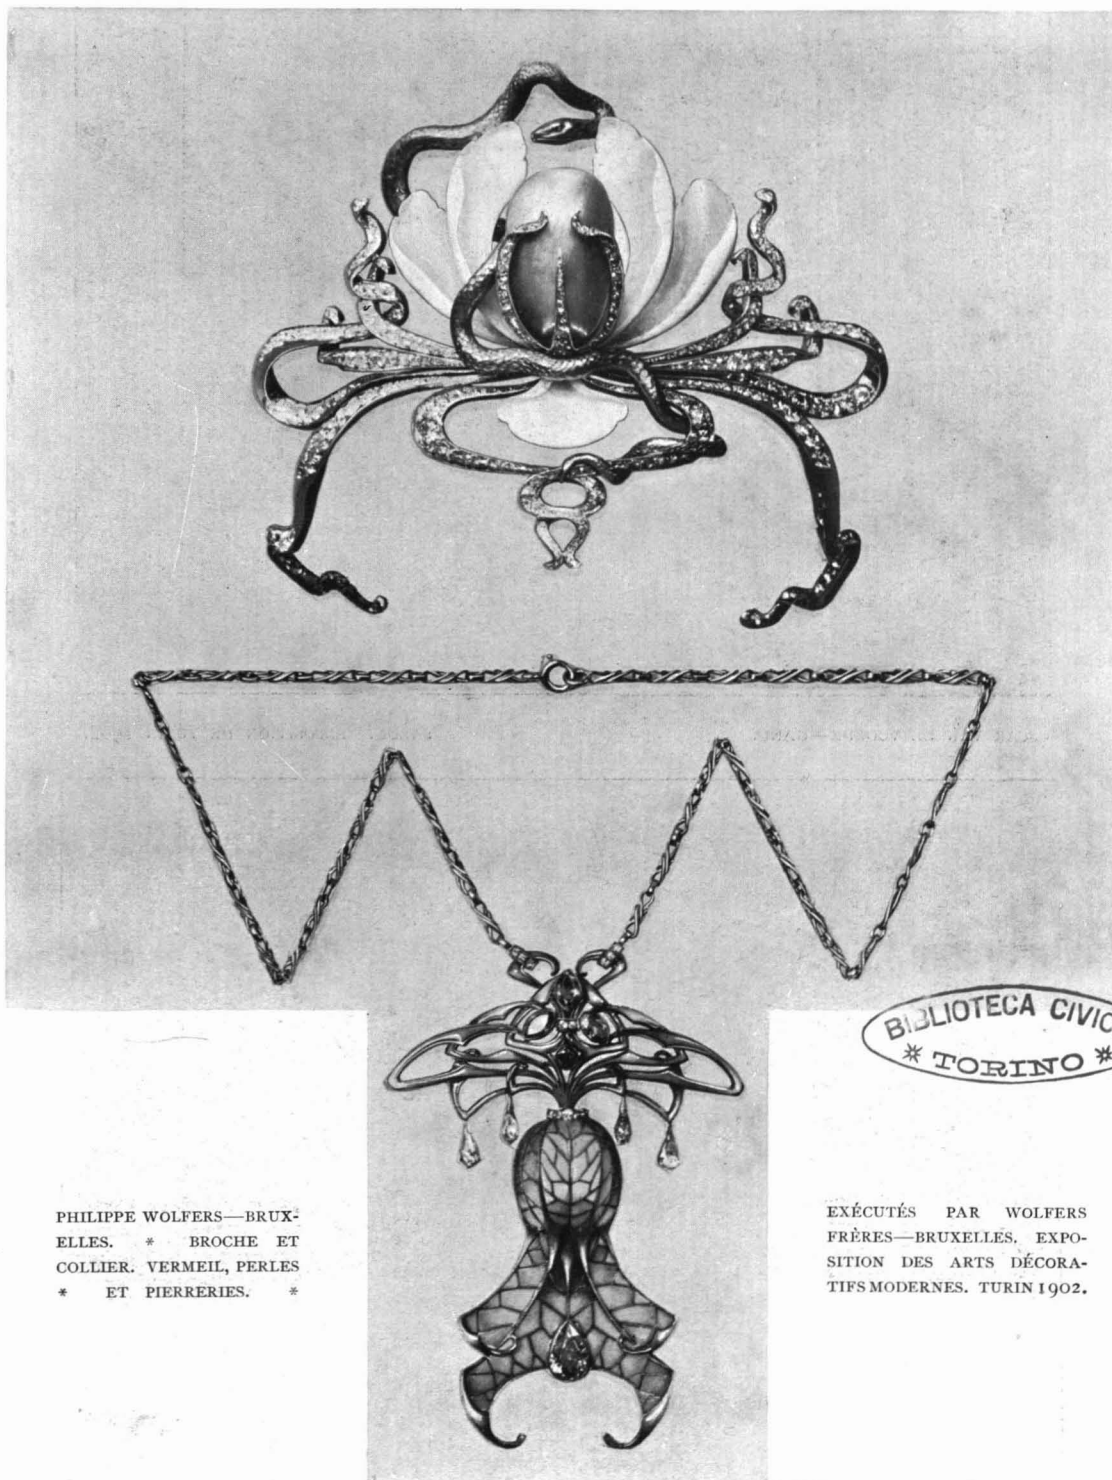 BIBLIOTECA CIVIC
* TORINO *
PHILIPPE WOLFERS—BRUX-
ELLES. * BROCHE ET
COLLIER. VERMEIL, PERLES
* ET PIERRERIES. *
EXÉCUTÉS PAR WOLFERS
FRÈRES—BRUXELLES. EXPO-
SITION DES ARTS DÉCORA-
TIFS MODERNES. TURIN 1902.